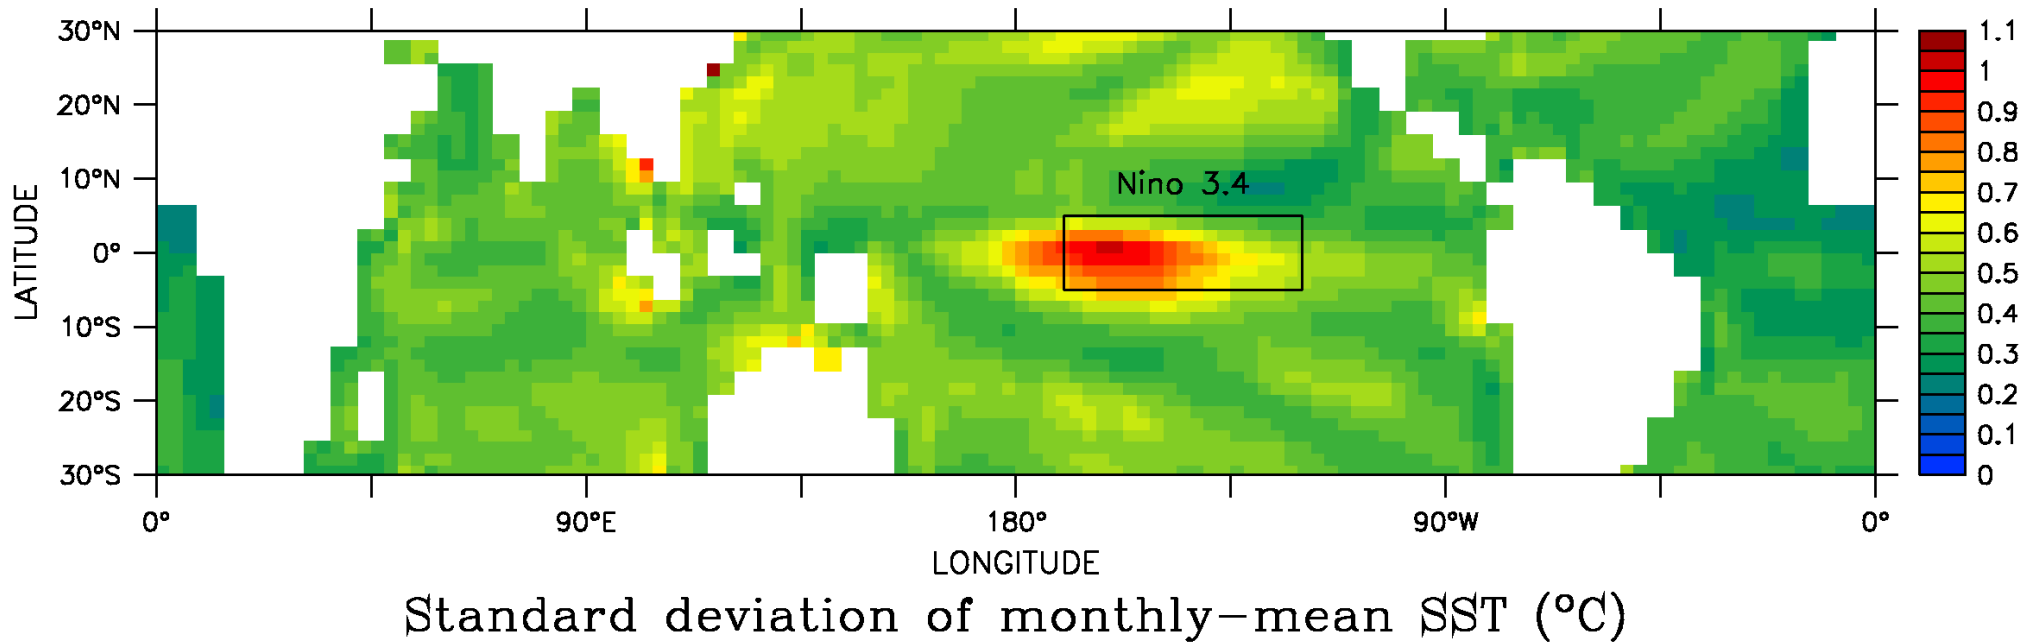 30°N
20°N
10°N
0°
10°S
20°S
30°S
LATITUDE
Nino 3.4
0°
90°E
180°
90°W
0°
LONGITUDE
1.1
1
0.9
0.8
0.7
0.6
0.5
0.4
0.3
0.2
0.1
0
Standard deviation of monthly-mean SST (°C)